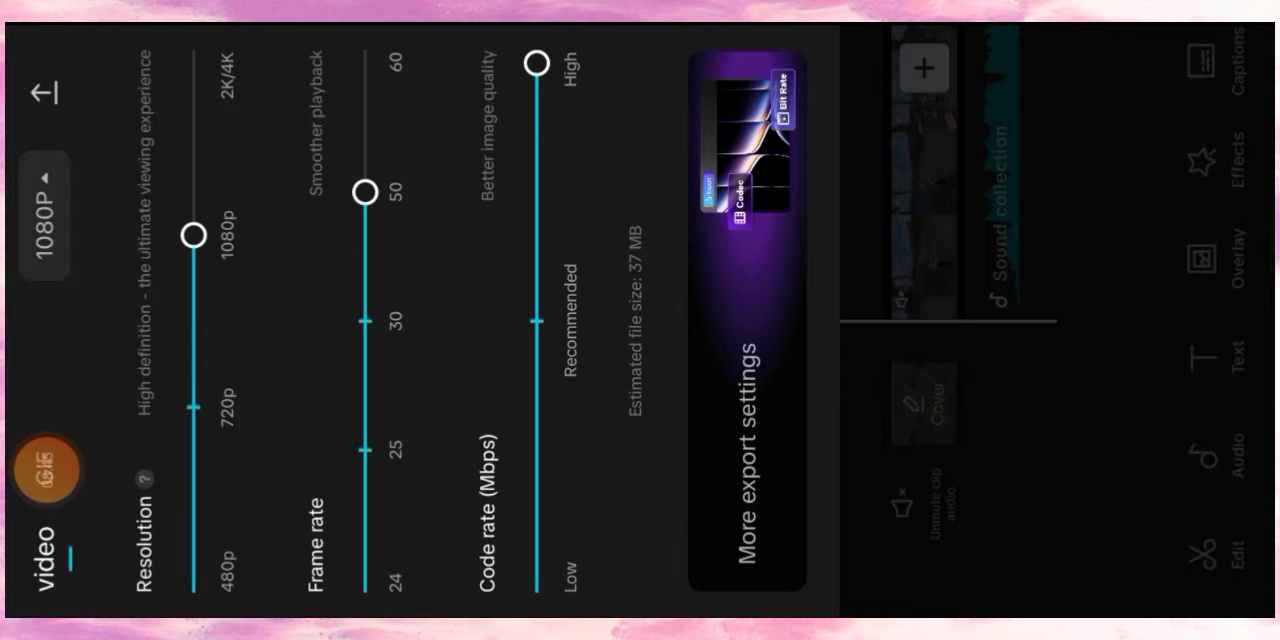 video
1080P
Resolution ?
High definition - the ultimate viewing experience
480p 720p 1080p 2K/4K
Frame rate
Smoother playback
24 25 30 50 60
Code rate (Mbps)
Better image quality
Low Recommended High
Estimated file size: 37 MB
More export settings
Export
Codec
Bit Rate
Cover
Unmute clip
audio
Sound collection
Edit Audio Text Overlay Effects Captions